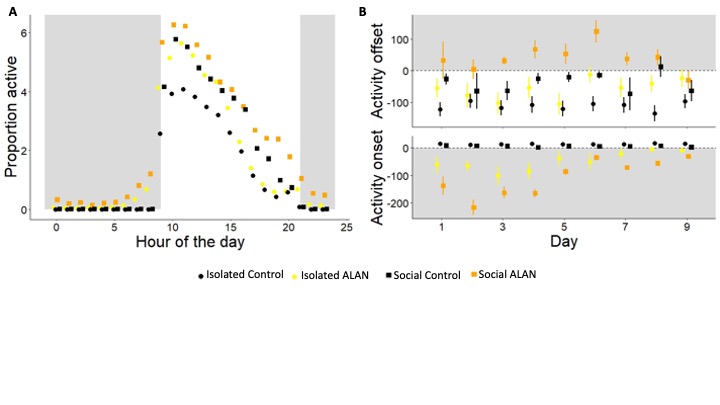 A
Proportion active
6
4
2
0
0
5
10
15
20
25
Hour of the day
B
Activity offset
100
0
-100
Activity onset
0
-100
-200
1
3
5
7
9
Day
Isolated Control
Isolated ALAN
Social Control
Social ALAN